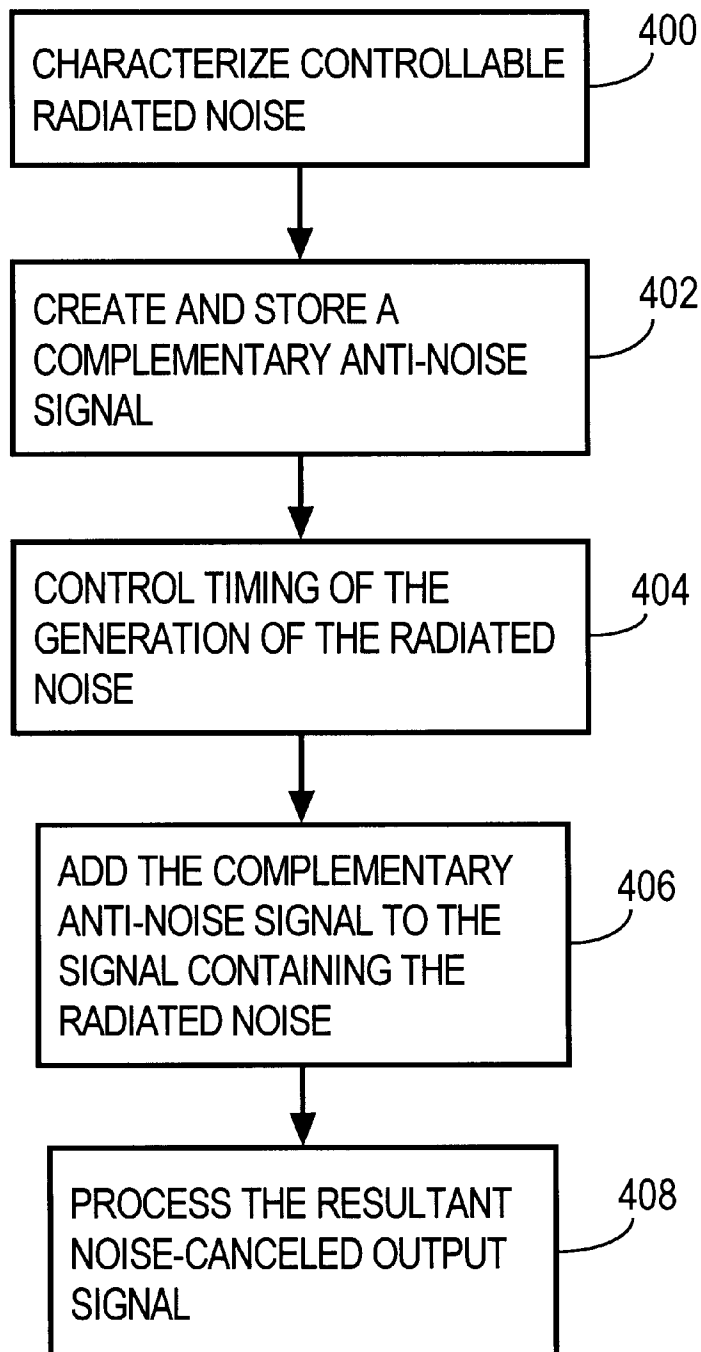 400
CHARACTERIZE CONTROLLABLE
RADIATED NOISE
402
CREATE AND STORE A
COMPLEMENTARY ANTI-NOISE
SIGNAL
404
CONTROL TIMING OF THE
GENERATION OF THE RADIATED
NOISE
406
ADD THE COMPLEMENTARY
ANTI-NOISE SIGNAL TO THE
SIGNAL CONTAINING THE
RADIATED NOISE
408
PROCESS THE RESULTANT
NOISE-CANCELED OUTPUT
SIGNAL